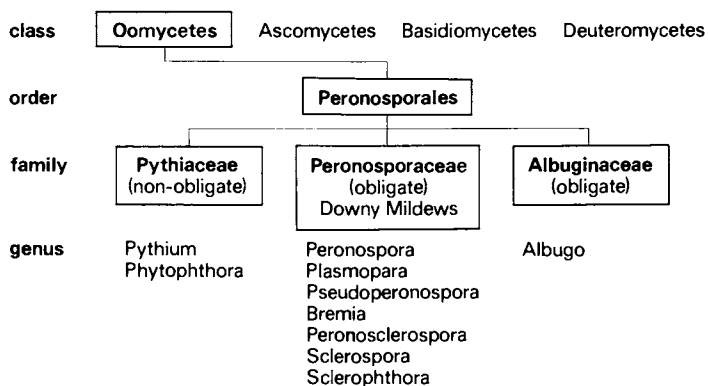 class Oomycetes Ascomycetes Basidiomycetes Deuteromycetes
order Peronosporales
family Pythiaceae Peronosporaceae Albuginaceae
(non-obligate) (obligate) (obligate)
Downy Mildews
genus Pythium Peronospora Albugo
Phytophthora Plasmopara
Pseudoperonospora
Bremia
Peronosclerospora
Sclerospora
Sclerophthora